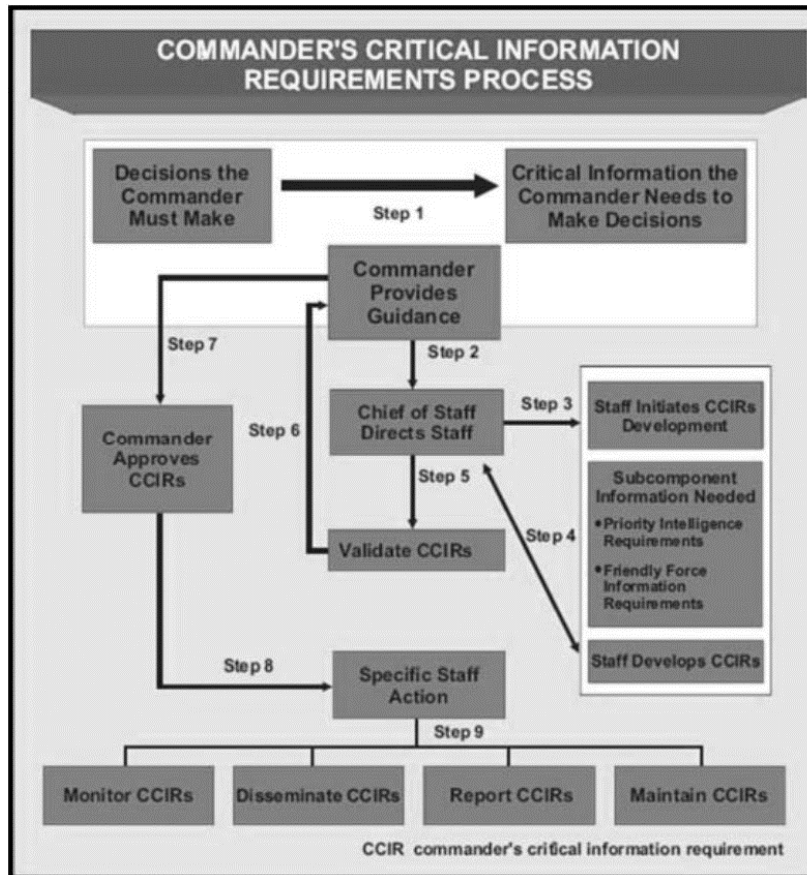 COMMANDER'S CRITICAL INFORMATION
REQUIREMENTS PROCESS
Decisions the
Commander
Must Make
Step 1
Critical Information the
Commander Needs to
Make Decisions
Commander
Provides
Guidance
Step 7
Step 2
Commander
Approves
CCIRs
Step 6
Chief of Staff
Directs Staff
Step 3
Staff Initiates CCIRs
Development
Step 5
Subcomponent
Information Needed
•Priority Intelligence
Requirements
•Friendly Force
Information
Requirements
Step 4
Validate CCIRs
Staff Develops CCIRs
Step 8
Specific Staff
Action
Step 9
Monitor CCIRs
Disseminate CCIRs
Report CCIRs
Maintain CCIRs
CCIR commander's critical information requirement